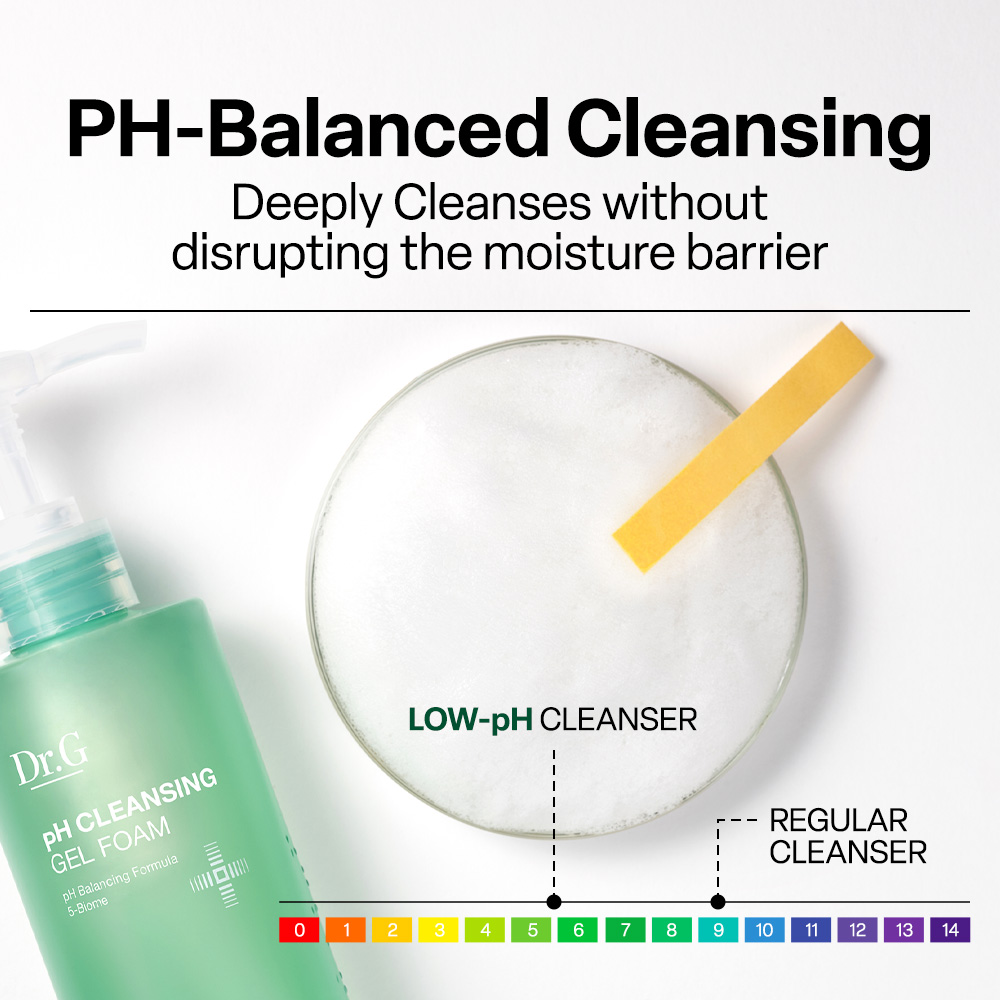 PH-Balanced Cleansing
Deeply Cleanses without
disrupting the moisture barrier
Dr.G
pH CLEANSING
GEL FOAM
pH Balancing Formula
5-Biome
LOW-pH CLEANSER
REGULAR
CLEANSER
0 1 2 3 4 5 6 7 8 9 10 11 12 13 14